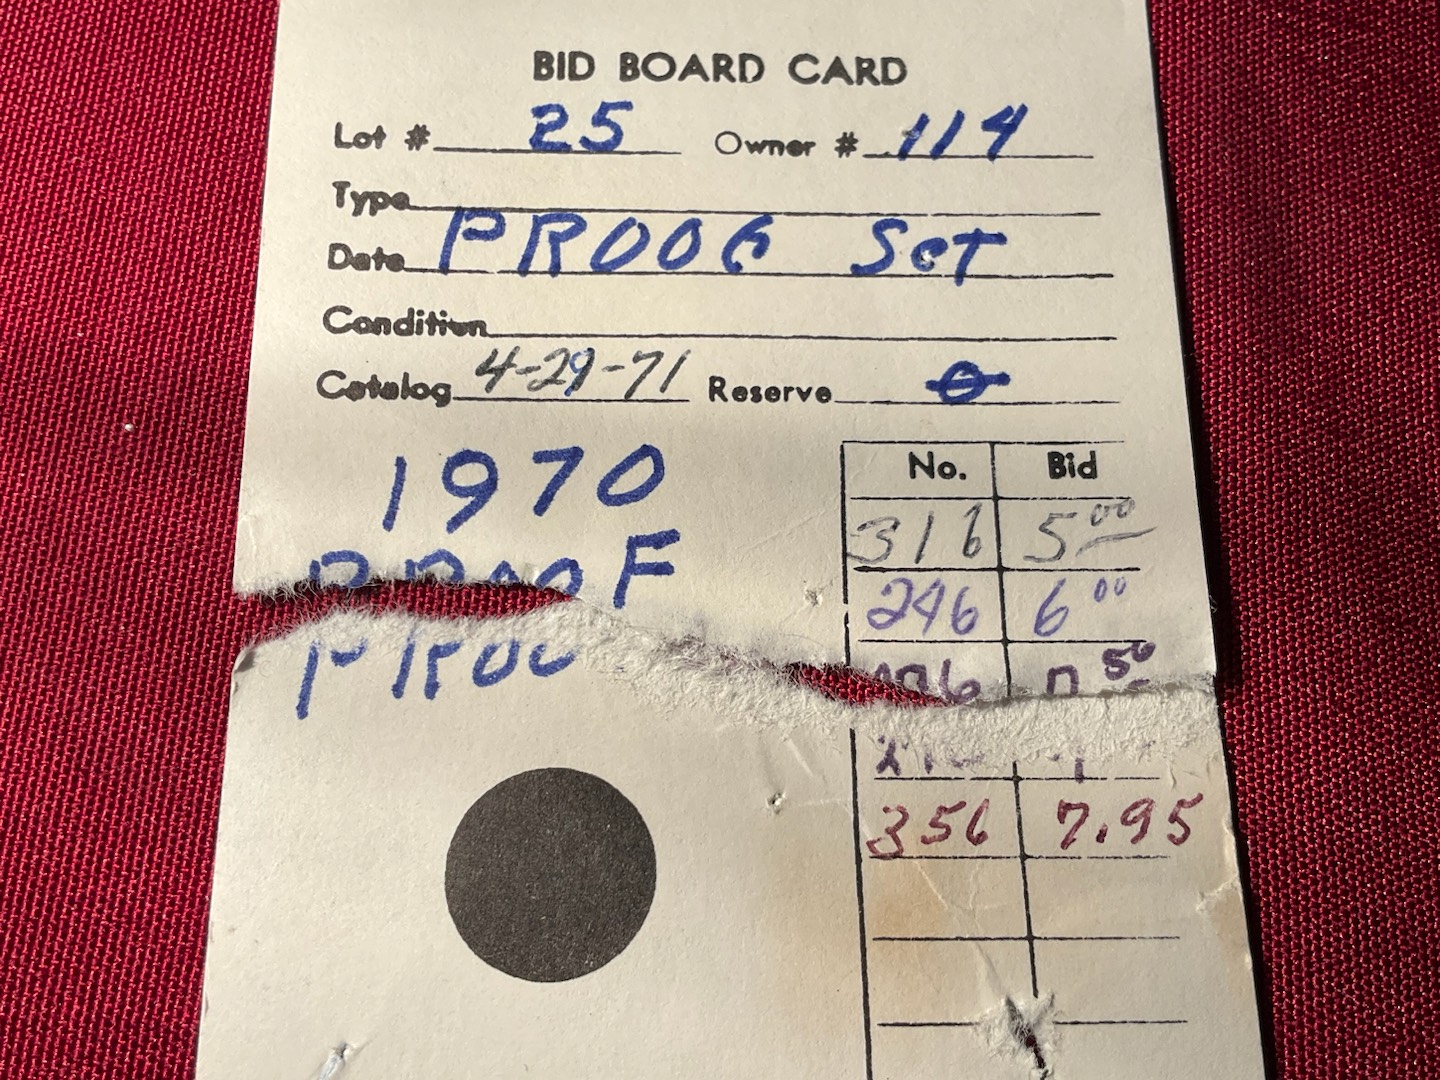 BID BOARD CARD
Lot # 25 Owner # 114
Type
Date PROOF Set
Condition
Catalog 4-29-71 Reserve 0
1970
PROOF
No. Bid
316 5 00
246 6 00
356 7.95